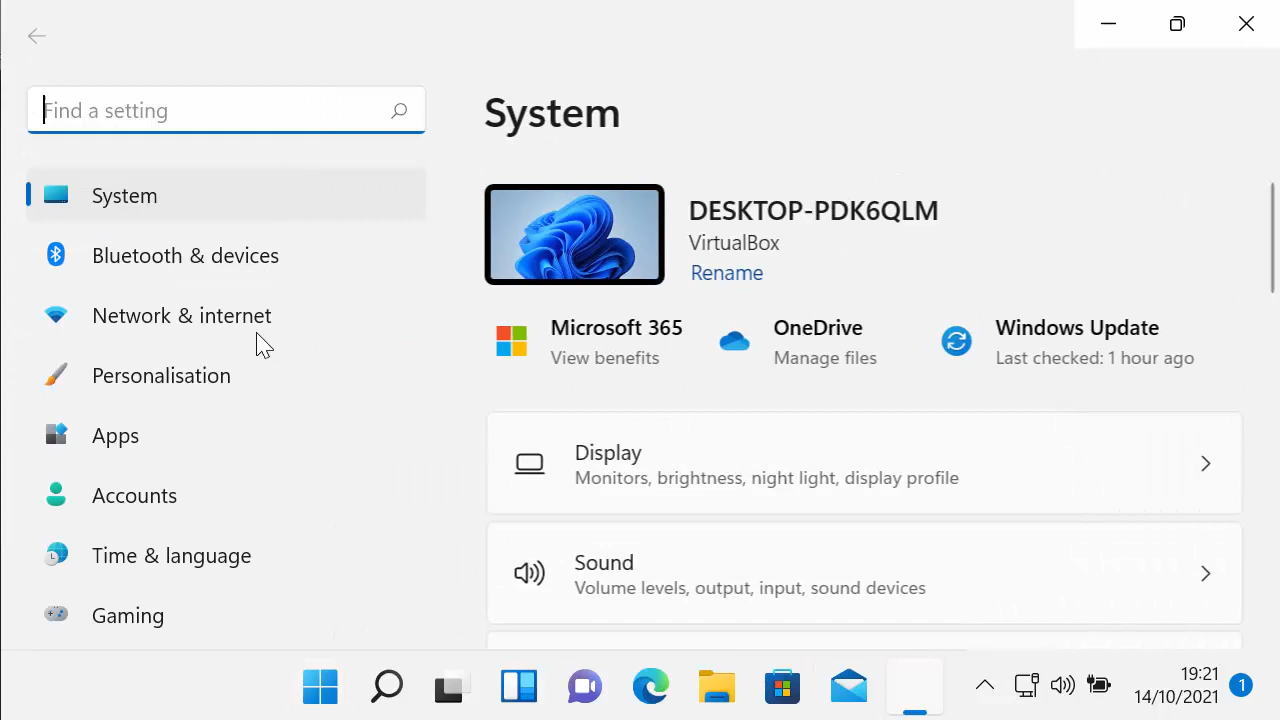 Find a setting
System
Bluetooth & devices
Network & internet
Personalisation
Apps
Accounts
Time & language
Gaming
System
DESKTOP-PDK6QLM
VirtualBox
Rename
Microsoft 365
View benefits
OneDrive
Manage files
Windows Update
Last checked: 1 hour ago
Display
Monitors, brightness, night light, display profile
Sound
Volume levels, output, input, sound devices
19:21
14/10/2021
1